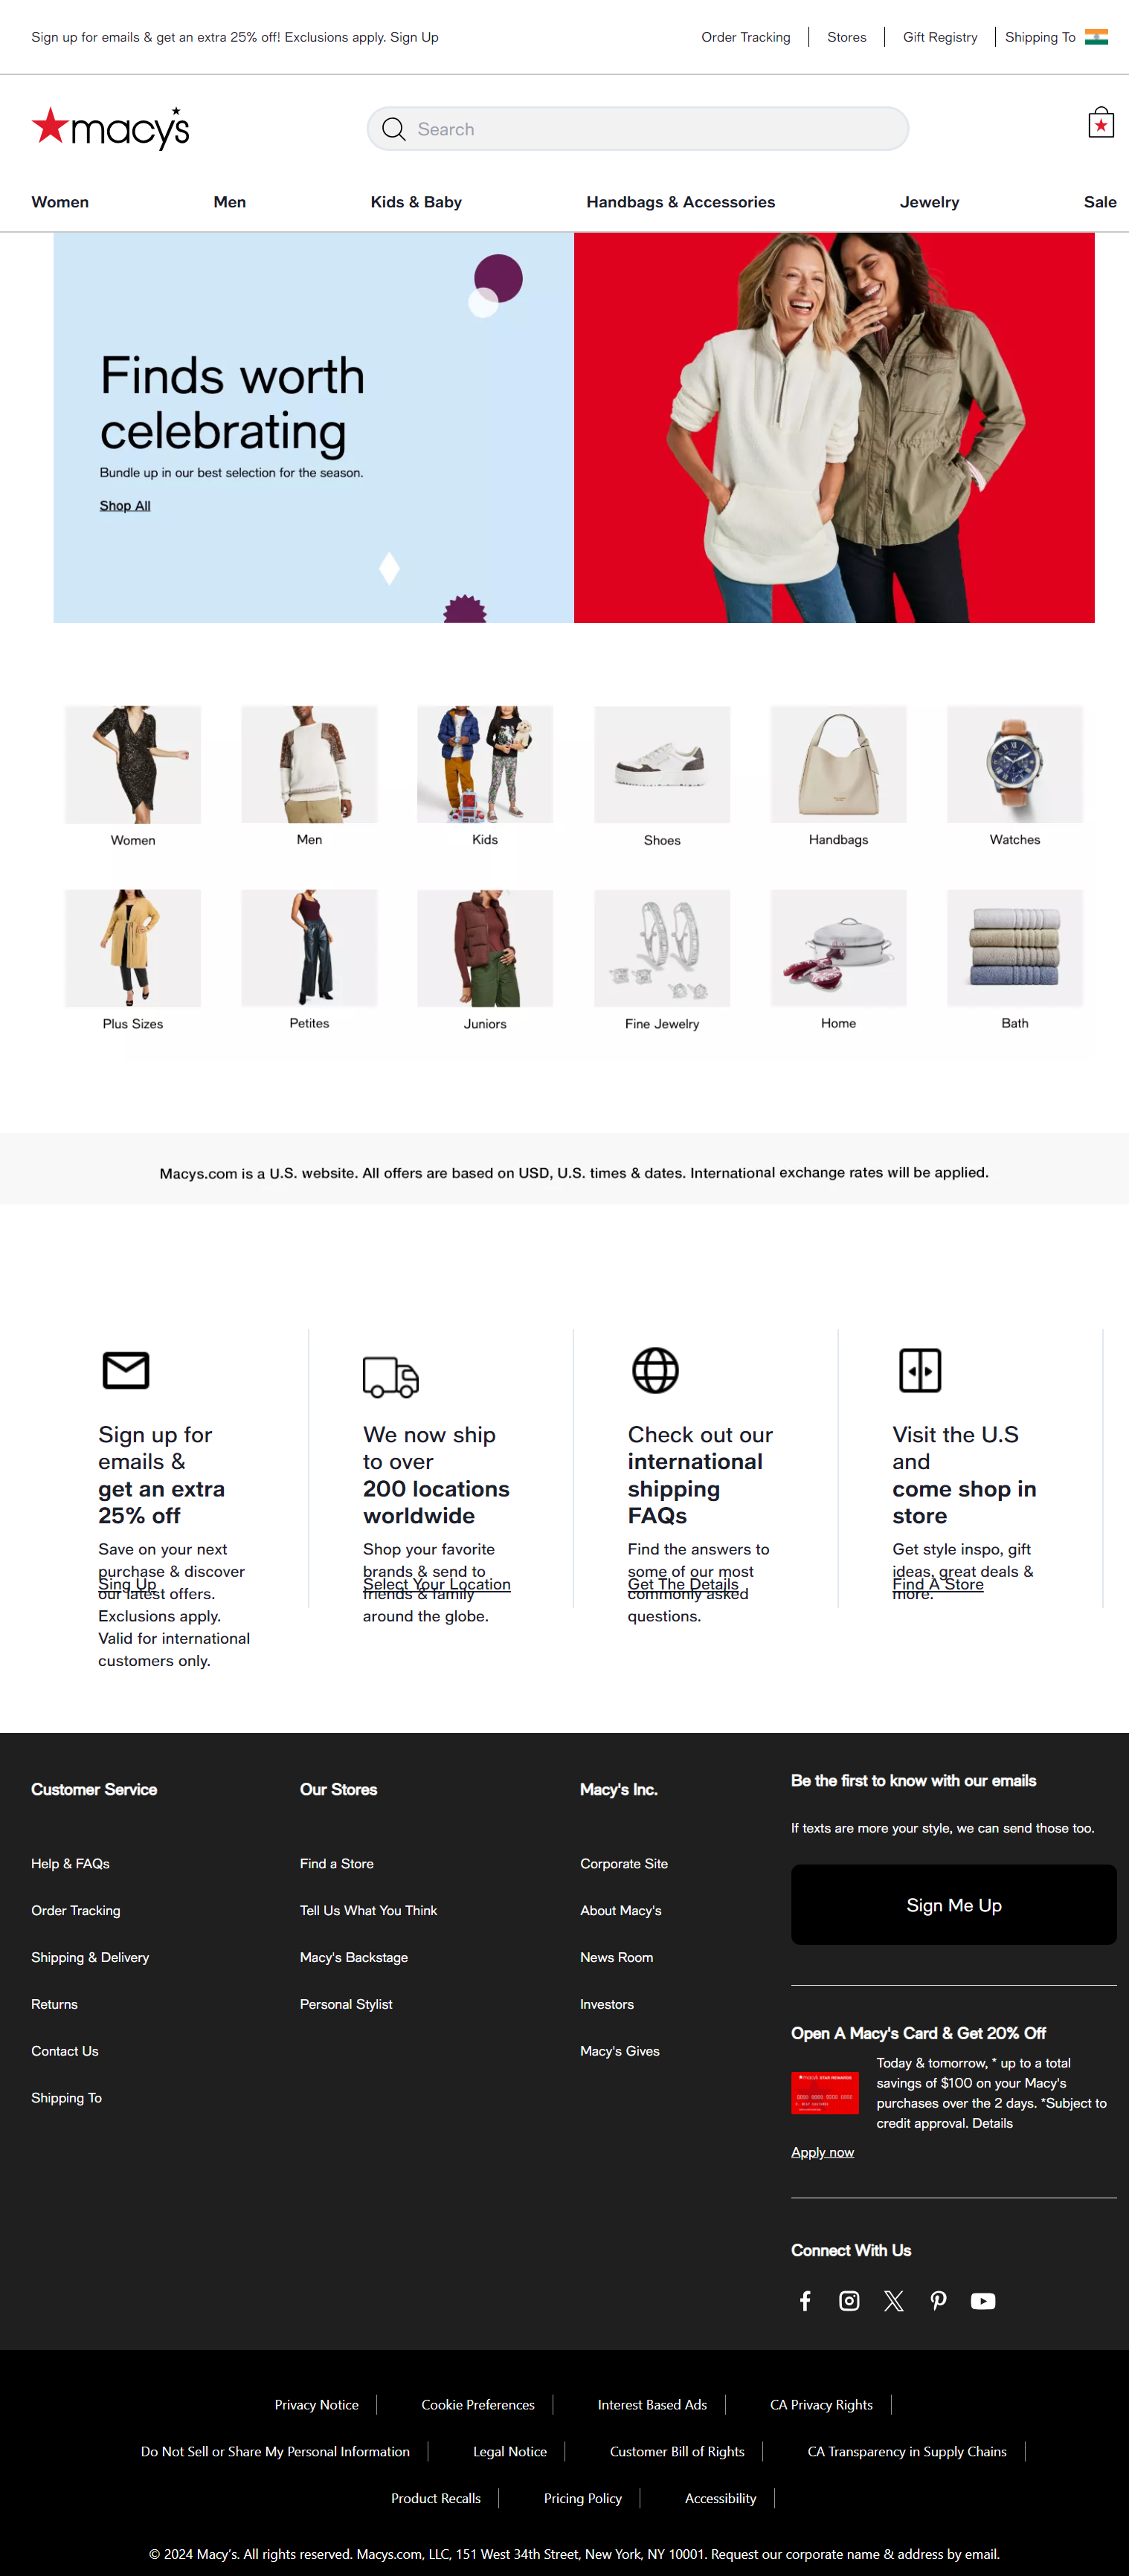 Sign up for emails & get an extra 25% off! Exclusions apply. Sign Up
Order Tracking
Stores
Gift Registry
Shipping To
macy's
Search
Women
Men
Kids & Baby
Handbags & Accessories
Jewelry
Sale
Finds worth
celebrating
Bundle up in our best selection for the season.
Shop All
Women
Men
Kids
Shoes
Handbags
Watches
Plus Sizes
Petites
Juniors
Fine Jewelry
Home
Bath
Macys.com is a U.S. website. All offers are based on USD, U.S. times & dates. International exchange rates will be applied.
Sign up for
emails &
get an extra
25% off
Save on your next
purchase & discover
Sing Up
our latest offers.
Exclusions apply.
Valid for international
customers only.
We now ship
to over
200 locations
worldwide
Shop your favorite
brands & send to
Select Your Location
friends & family
around the globe.
Check out our
international
shipping
FAQs
Find the answers to
some of our most
Get The Details
commonly asked
questions.
Visit the U.S
and
come shop in
store
Get style inspo, gift
ideas, great deals &
Find A Store
more.
Customer Service
Help & FAQs
Order Tracking
Shipping & Delivery
Returns
Contact Us
Shipping To
Our Stores
Find a Store
Tell Us What You Think
Macy's Backstage
Personal Stylist
Macy's Inc.
Corporate Site
About Macy's
News Room
Investors
Macy's Gives
Be the first to know with our emails
If texts are more your style, we can send those too.
Sign Me Up
Open A Macy's Card & Get 20% Off
Today & tomorrow, * up to a total
savings of $100 on your Macy's
purchases over the 2 days. *Subject to
credit approval. Details
Apply now
Connect With Us
Privacy Notice
Cookie Preferences
Interest Based Ads
CA Privacy Rights
Do Not Sell or Share My Personal Information
Legal Notice
Customer Bill of Rights
CA Transparency in Supply Chains
Product Recalls
Pricing Policy
Accessibility
© 2024 Macy's. All rights reserved. Macys.com, LLC, 151 West 34th Street, New York, NY 10001. Request our corporate name & address by email.